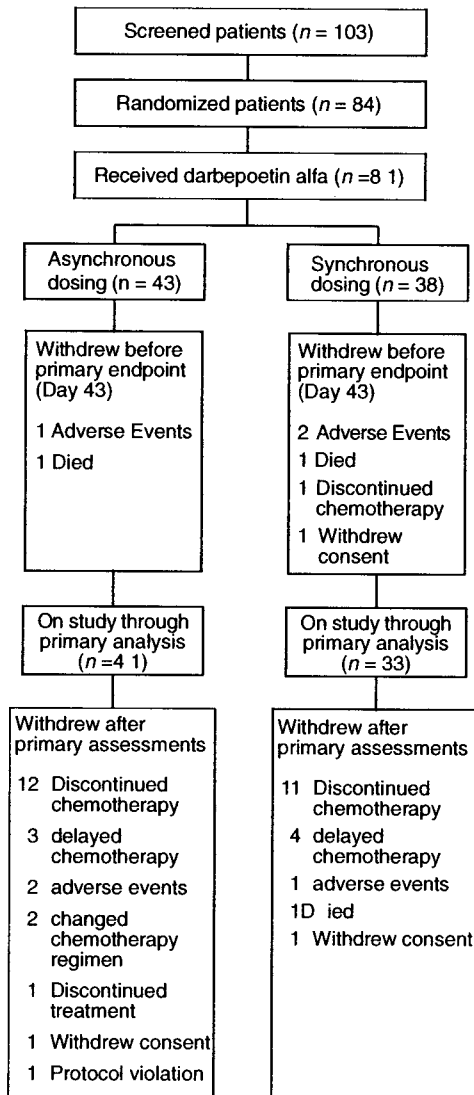 Screened patients (n = 103)
Randomized patients (n = 84)
Received darbepoetin alfa (n =8 1)
Asynchronous
dosing (n = 43)
Synchronous
dosing (n = 38)
Withdrew before
primary endpoint
(Day 43)
1 Adverse Events
1 Died
Withdrew before
primary endpoint
(Day 43)
2 Adverse Events
1 Died
1 Discontinued
chemotherapy
1 Withdrew
consent
On study through
primary analysis
(n =4 1)
On study through
primary analysis
(n = 33)
Withdrew after
primary assessments
12 Discontinued
chemotherapy
3 delayed
chemotherapy
2 adverse events
2 changed
chemotherapy
regimen
1 Discontinued
treatment
1 Withdrew consent
1 Protocol violation
Withdrew after
primary assessments
11 Discontinued
chemotherapy
4 delayed
chemotherapy
1 adverse events
1D ied
1 Withdrew consent